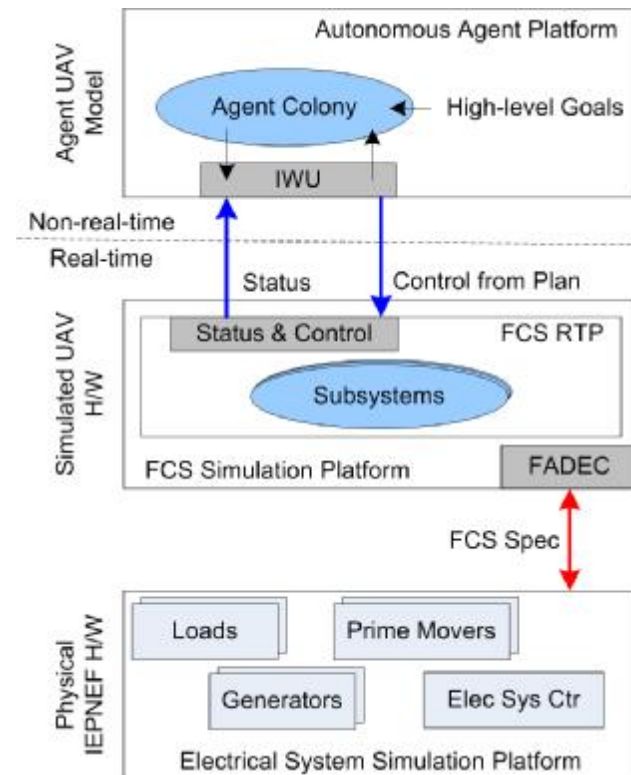 Autonomous Agent Platform
Agent UAV
Model
Agent Colony
High-level Goals
IWU
Non-real-time
Real-time
Status
Control from Plan
Simulated UAV
H/W
Status & Control
FCS RTP
Subsystems
FCS Simulation Platform
FADEC
FCS Spec
Physical
IEPNEF H/W
Loads
Prime Movers
Generators
Elec Sys Ctr
Electrical System Simulation Platform